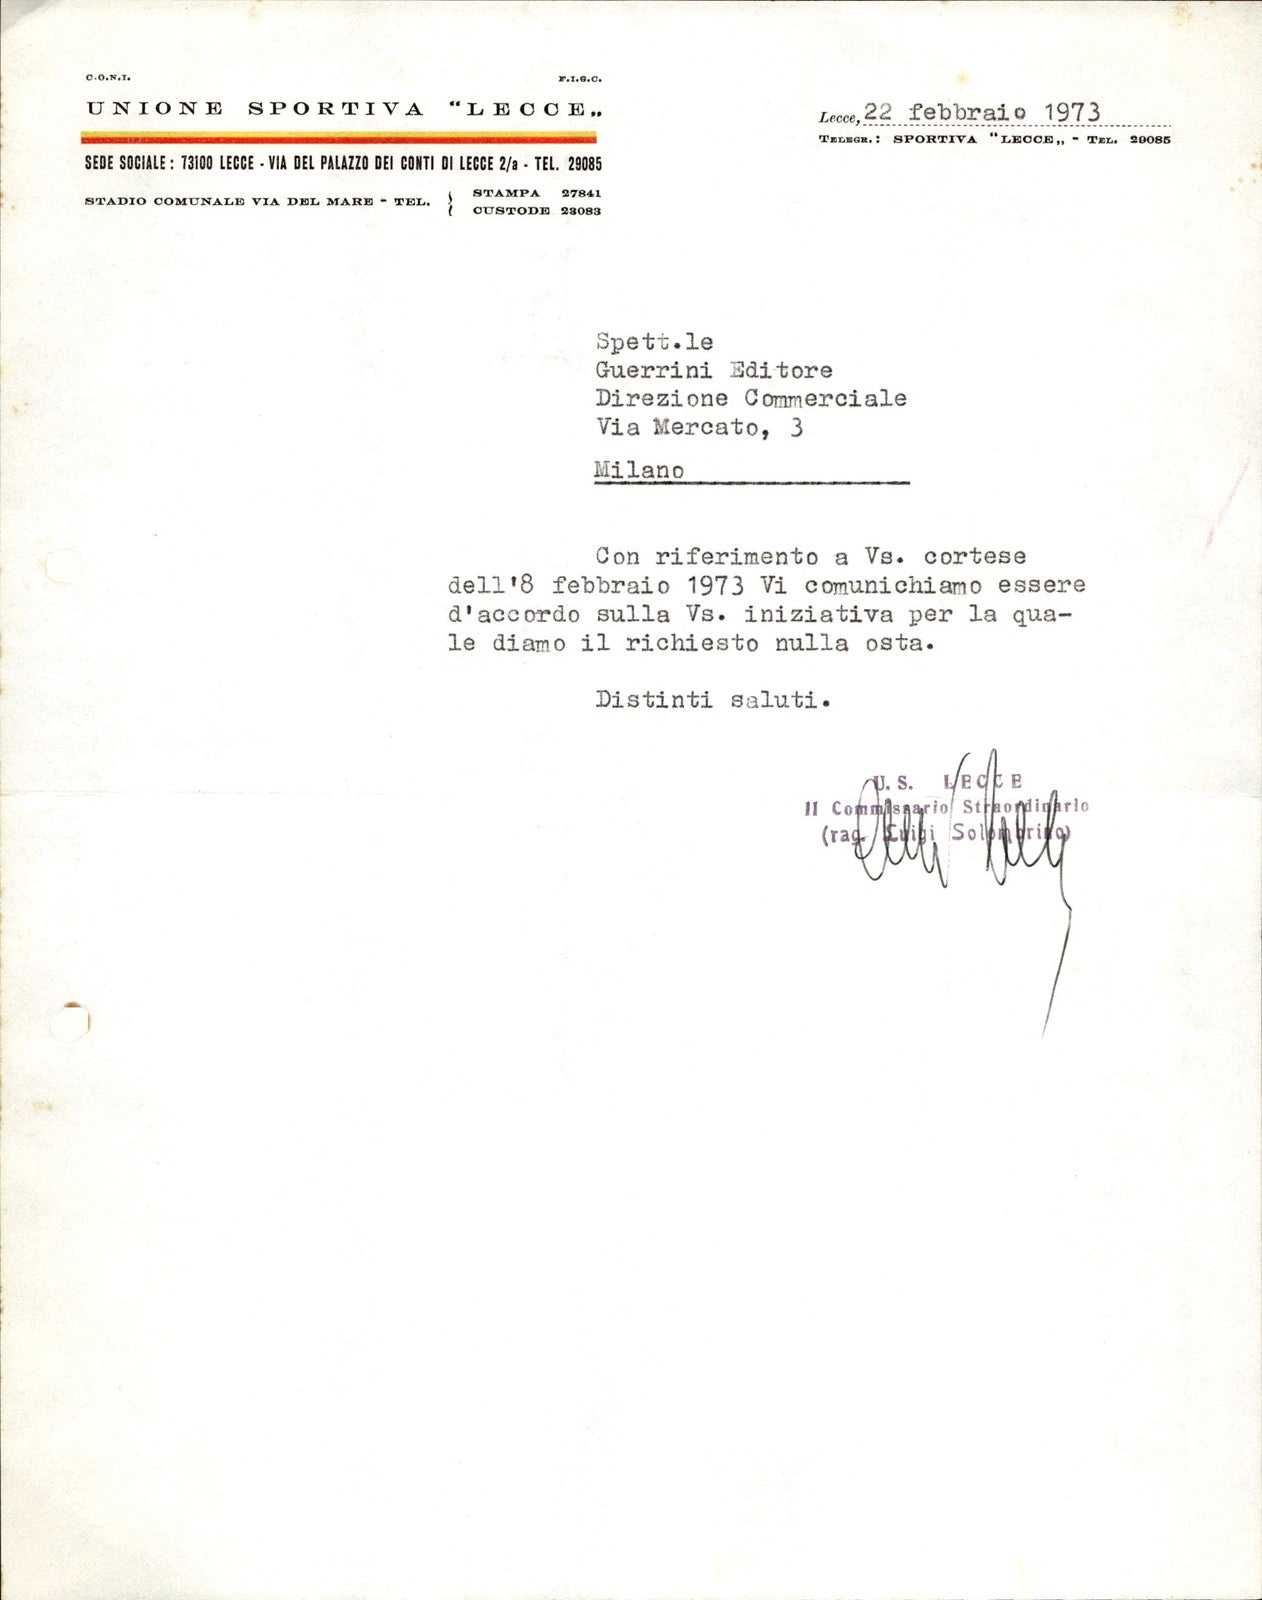 C.O.N.I. F.I.G.C.
UNIONE SPORTIVA "LECCE„
SEDE SOCIALE: 73100 LECCE - VIA DEL PALAZZO DEI CONTI DI LECCE 2/a - TEL. 29085
STADIO COMUNALE VIA DEL MARE - TEL. { STAMPA 27841
CUSTODE 23083
Lecce, 22 febbraio 1973
TELEGR.: SPORTIVA "LECCE„ - TEL. 29085
Spett.le
Guerrini Editore
Direzione Commerciale
Via Mercato, 3
Milano
Con riferimento a Vs. cortese
dell'8 febbraio 1973 Vi comunichiamo essere
d'accordo sulla Vs. iniziativa per la qua-
le diamo il richiesto nulla osta.
Distinti saluti.
U.S. LECCE
Il Commissario Straordinario
(rag. Luigi Solombrino)